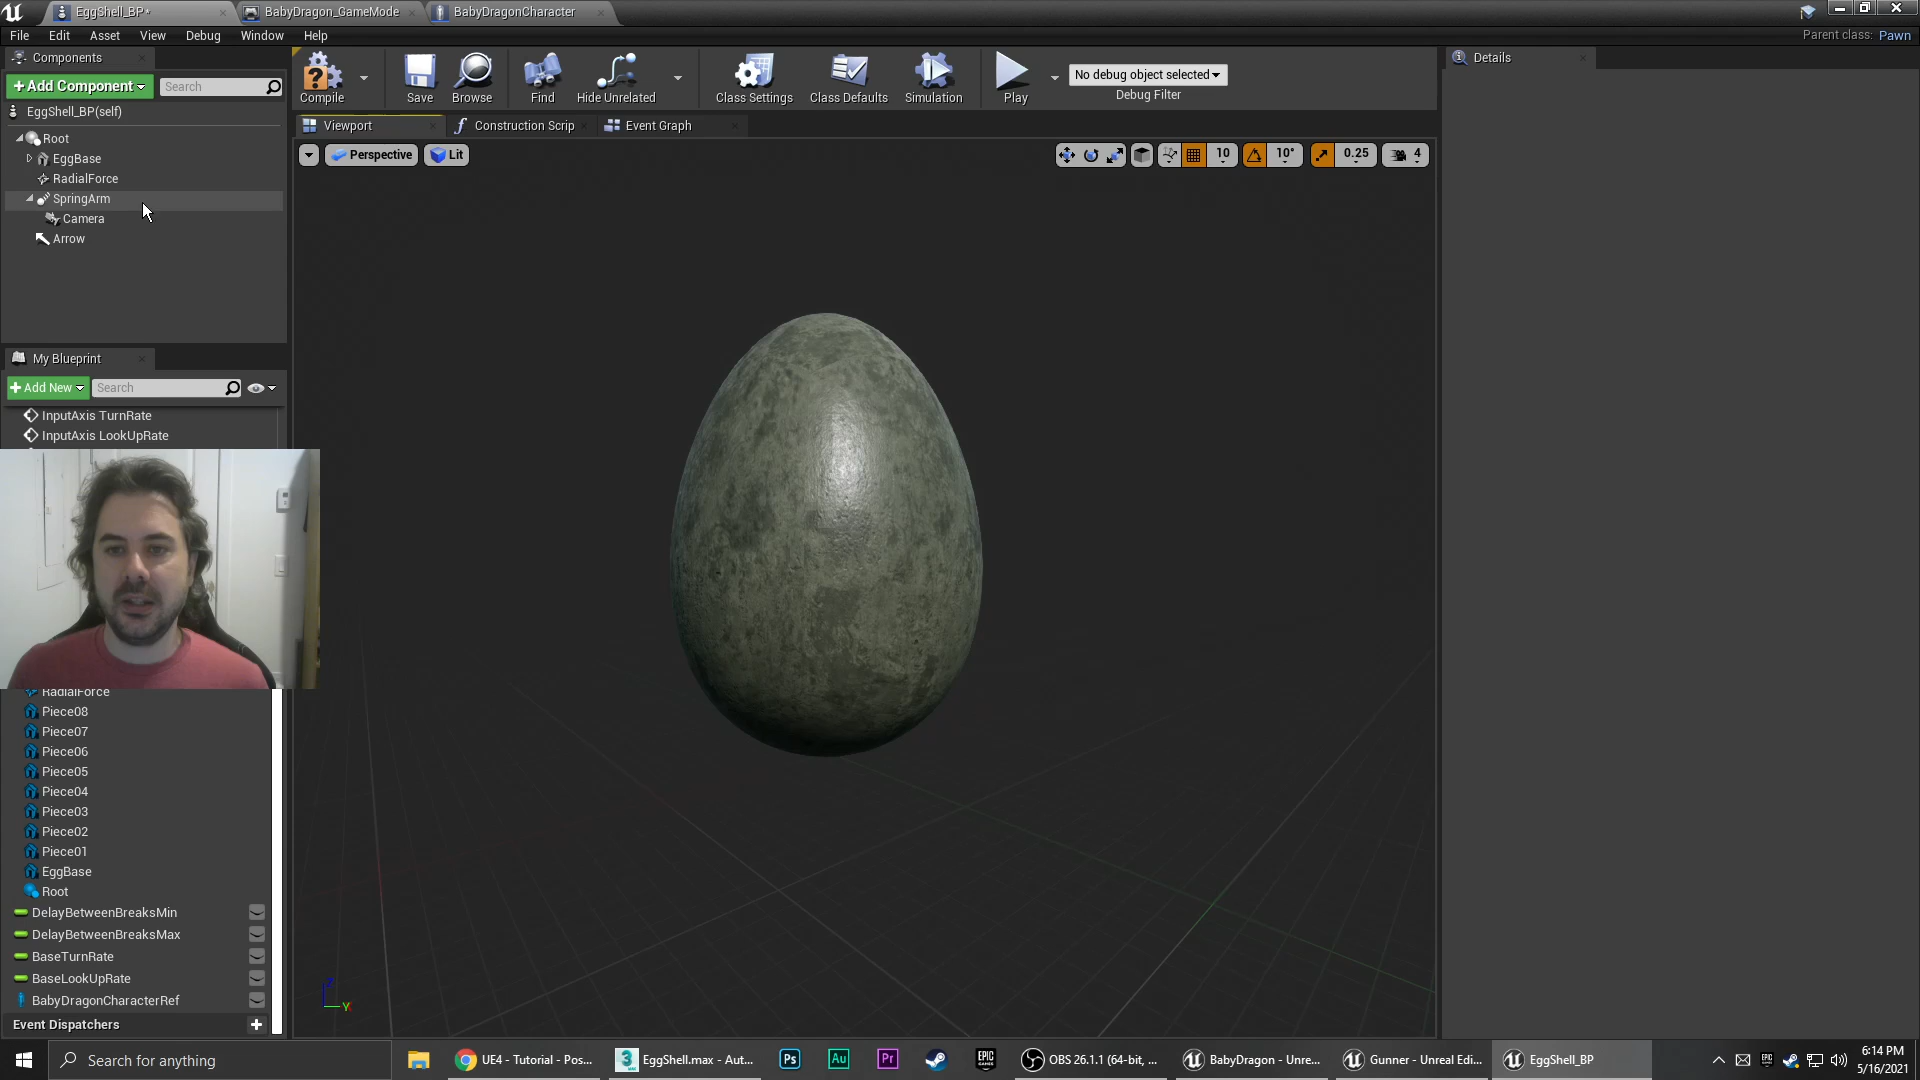 EggShell_BP*
BabyDragon_GameMode
BabyDragonCharacter
File Edit Asset View Debug Window Help
Parent class: Pawn
Components
+Add Component
Search
EggShell_BP(self)
Root
EggBase
RadialForce
SpringArm
Camera
Arrow
Compile
Save
Browse
Find
Hide Unrelated
Class Settings
Class Defaults
Simulation
Play
No debug object selected
Debug Filter
Details
Viewport
Construction Scrip
Event Graph
Perspective
Lit
10
10°
0.25
4
My Blueprint
+Add New
Search
InputAxis TurnRate
InputAxis LookUpRate
RadialForce
Piece08
Piece07
Piece06
Piece05
Piece04
Piece03
Piece02
Piece01
EggBase
Root
DelayBetweenBreaksMin
DelayBetweenBreaksMax
BaseTurnRate
BaseLookUpRate
BabyDragonCharacterRef
Event Dispatchers
Z
Y
Search for anything
UE4 - Tutorial - Pos...
EggShell.max - Aut...
Ps
Au
Pr
EPIC GAMES
OBS 26.1.1 (64-bit, ...
BabyDragon - Unre...
Gunner - Unreal Edi...
EggShell_BP
6:14 PM
5/16/2021